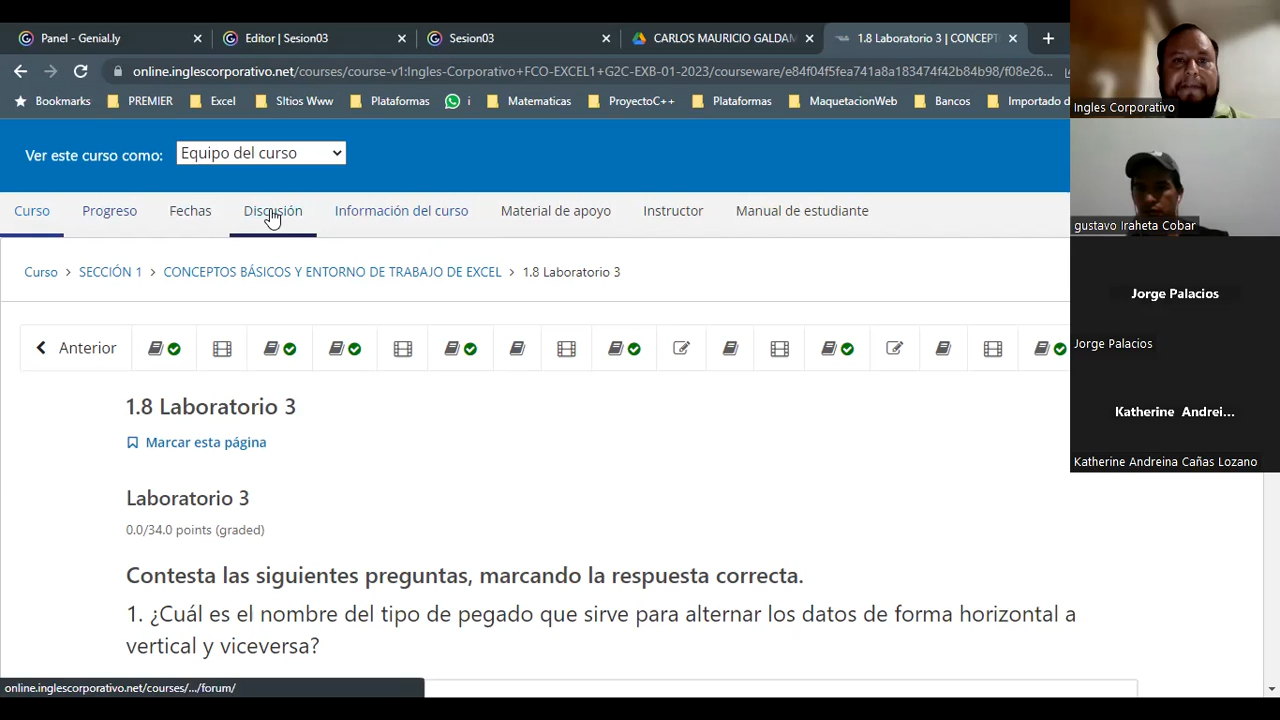 Panel - Genial.ly
Editor | Sesion03
Sesion03
CARLOS MAURICIO GALDAM
1.8 Laboratorio 3 | CONCEPT
online.inglescorporativo.net/courses/course-v1:Ingles-Corporativo+FCO-EXCEL1+G2C-EXB-01-2023/courseware/e84f04f5fea741a8a183474f42b84b98/f08e26...
Bookmarks PREMIER Excel SItios Www Plataformas i Matematicas ProyectoC++ Plataformas MaquetacionWeb Bancos Importado d
Ver este curso como: Equipo del curso
Curso Progreso Fechas Discusión Información del curso Material de apoyo Instructor Manual de estudiante
Curso > SECCIÓN 1 > CONCEPTOS BÁSICOS Y ENTORNO DE TRABAJO DE EXCEL > 1.8 Laboratorio 3
Anterior
1.8 Laboratorio 3
Marcar esta página
Laboratorio 3
0.0/34.0 points (graded)
Contesta las siguientes preguntas, marcando la respuesta correcta.
1. ¿Cuál es el nombre del tipo de pegado que sirve para alternar los datos de forma horizontal a
vertical y viceversa?
online.inglescorporativo.net/courses/.../forum/
Ingles Corporativo
gustavo Iraheta Cobar
Jorge Palacios
Jorge Palacios
Katherine Andrei...
Katherine Andreina Cañas Lozano